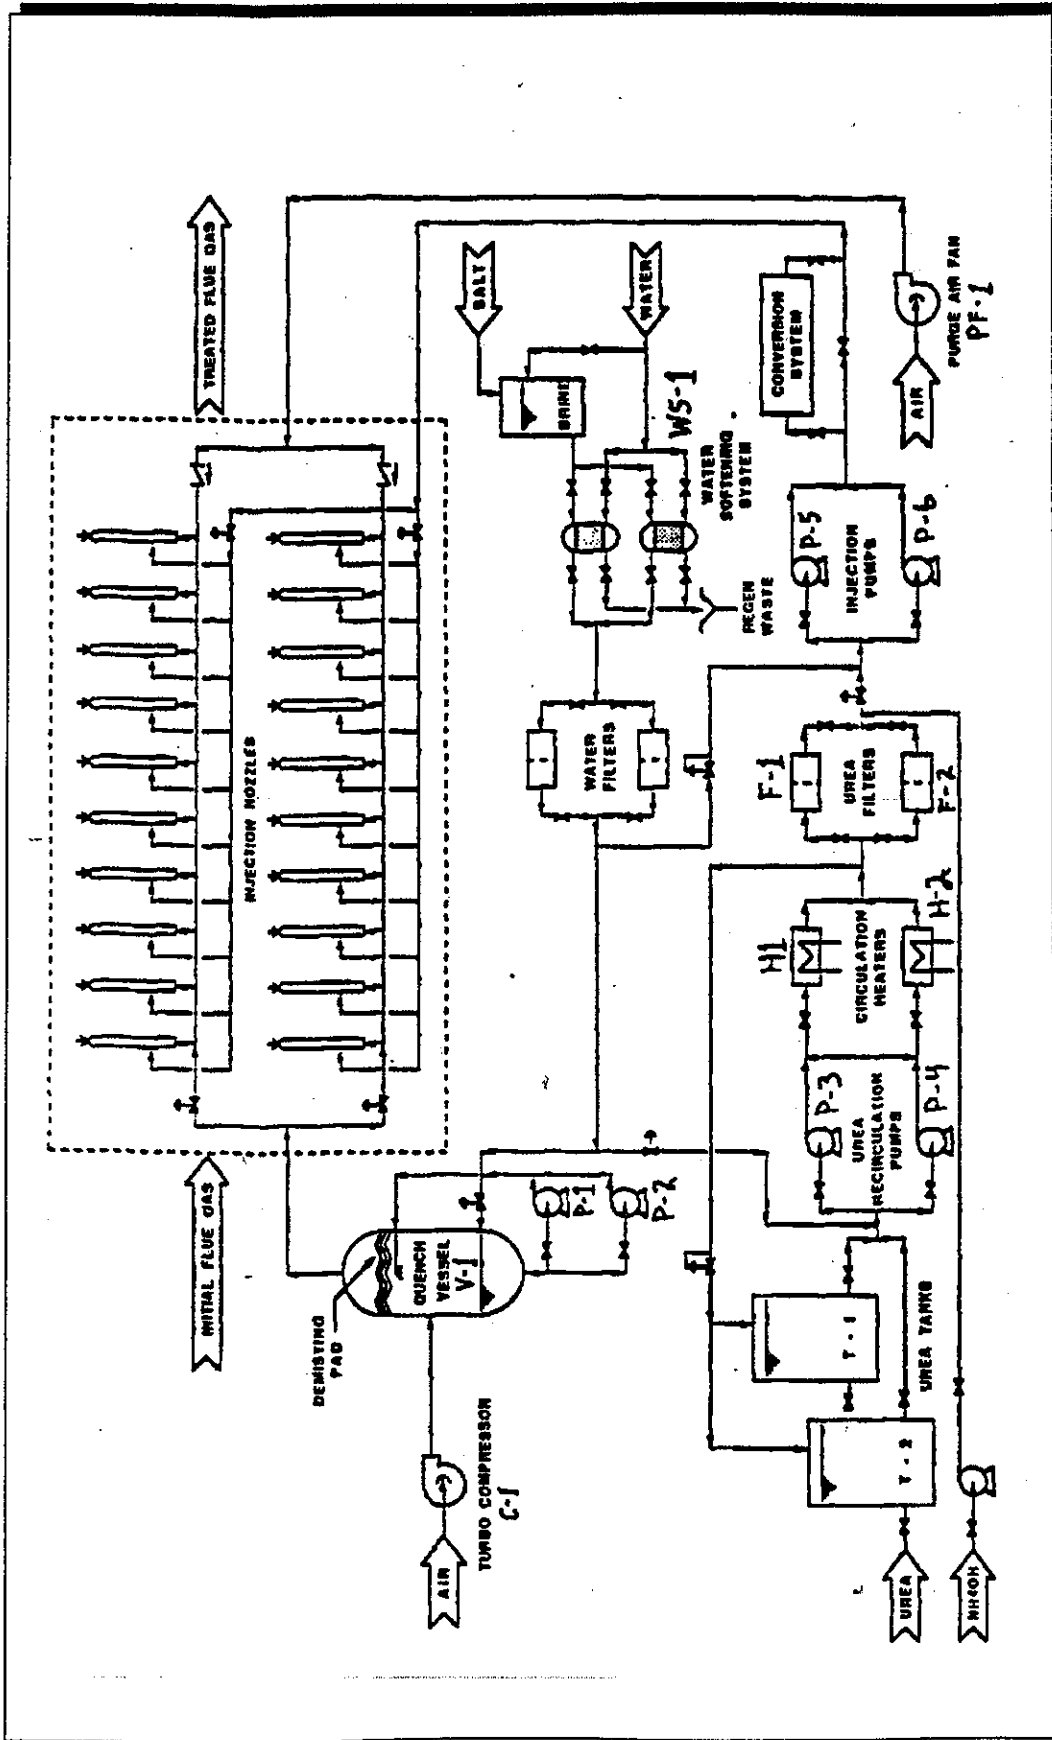 INITIAL FLUE GAS
TREATED FLUE GAS
INJECTION NOZZLES
DEMISTING
PAD
QUENCH
VESSEL
V-1
AIR
TURBO COMPRESSOR
C-1
P-1
P-2
SALT
BRINE
WATER
WS-1
WATER
SOFTENING
SYSTEM
REGEN
WASTE
WATER
FILTERS
UREA
NH4OH
T-2
T-1
UREA TANKS
P-3
UREA
RECIRCULATION
PUMPS
P-4
H1
CIRCULATION
HEATERS
H-2
F-1
UREA
FILTERS
F-2
P-5
INJECTION
PUMPS
P-6
CONVERSION
SYSTEM
AIR
PURGE AIR FAN
PF-1